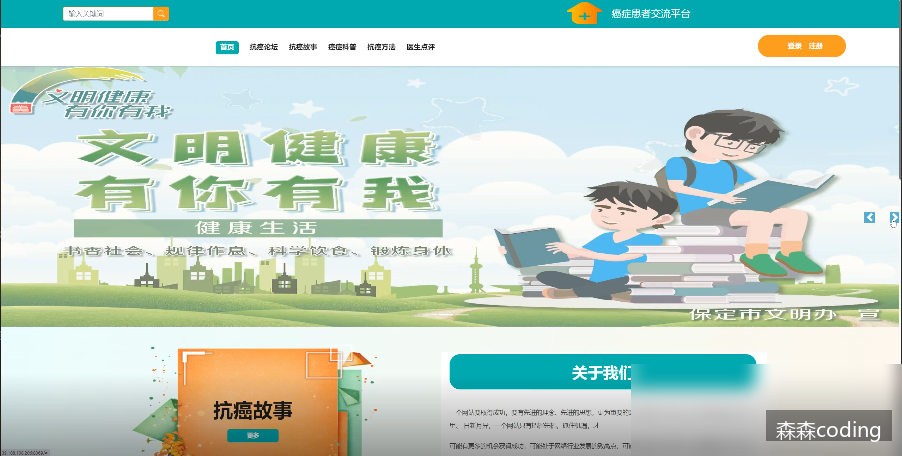 输入关键词
癌症患者交流平台
首页 抗癌论坛 抗癌故事 癌症科普 抗癌方法 医生点评
登录 注册
文明健康
有你有我
文明健康
有你有我
健康生活
书香社会、规律作息、科学饮食、锻炼身体
保定市文明办 宣
关于我们
抗癌故事
更多
森森coding